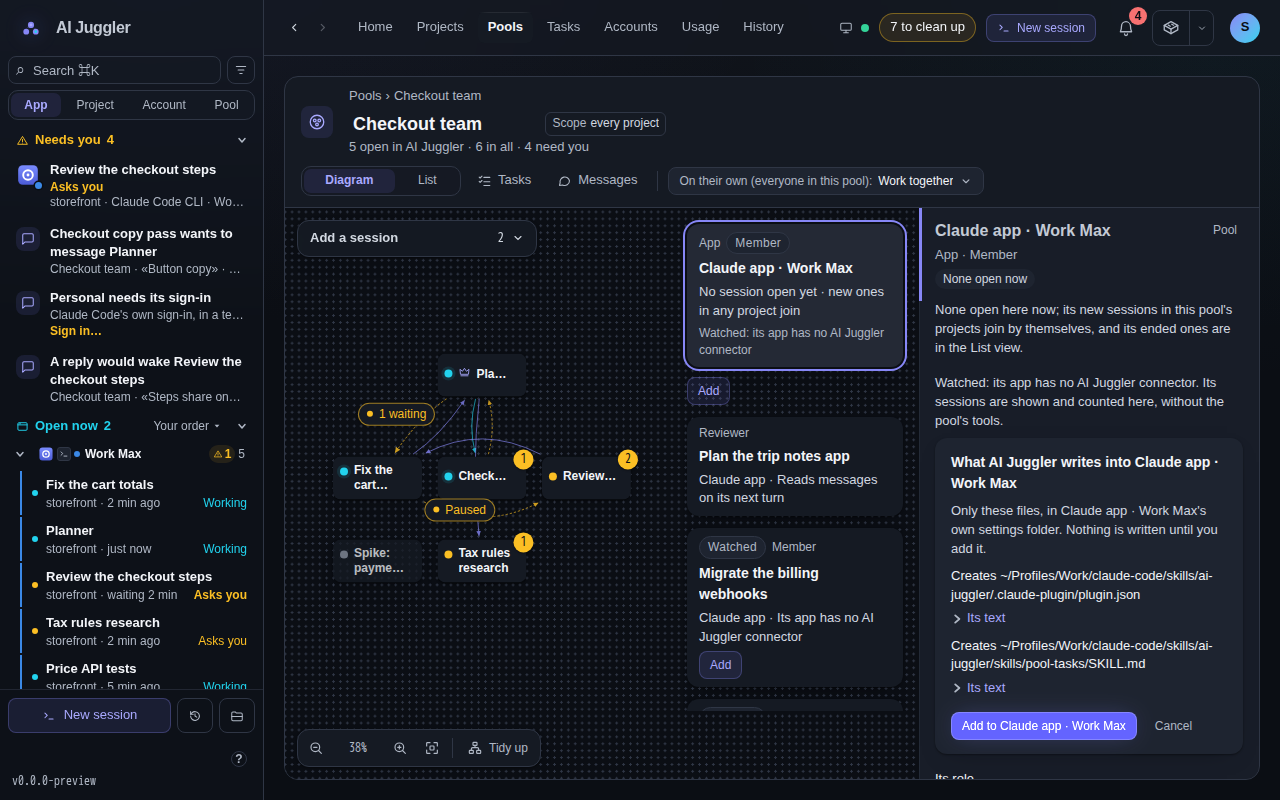 AI Juggler
Search ⌘K
App
Project
Account
Pool
Needs you 4
Review the checkout steps
Asks you
storefront · Claude Code CLI · Wo…
Checkout copy pass wants to
message Planner
Checkout team · «Button copy» · …
Personal needs its sign-in
Claude Code's own sign-in, in a te…
Sign in…
A reply would wake Review the
checkout steps
Checkout team · «Steps share on…
Open now 2
Your order
Work Max
1
5
Fix the cart totals
storefront · 2 min ago
Working
Planner
storefront · just now
Working
Review the checkout steps
storefront · waiting 2 min
Asks you
Tax rules research
storefront · 2 min ago
Asks you
Price API tests
storefront · 5 min ago
Working
New session
?
v0.0.0-preview
Home
Projects
Pools
Tasks
Accounts
Usage
History
7 to clean up
New session
4
S
Pools › Checkout team
Checkout team
Scope every project
5 open in AI Juggler · 6 in all · 4 need you
Diagram
List
Tasks
Messages
On their own (everyone in this pool): Work together
Add a session
2
Pla…
1 waiting
Fix the
cart…
1
Check…
2
Review…
Paused
Spike:
payme…
1
Tax rules
research
38%
Tidy up
App
Member
Claude app · Work Max
No session open yet · new ones
in any project join
Watched: its app has no AI Juggler
connector
Add
Reviewer
Plan the trip notes app
Claude app · Reads messages
on its next turn
Watched
Member
Migrate the billing
webhooks
Claude app · Its app has no AI
Juggler connector
Add
Claude app · Work Max
Pool
App · Member
None open now
None open here now; its new sessions in this pool's
projects join by themselves, and its ended ones are
in the List view.
Watched: its app has no AI Juggler connector. Its
sessions are shown and counted here, without the
pool's tools.
What AI Juggler writes into Claude app ·
Work Max
Only these files, in Claude app · Work Max's
own settings folder. Nothing is written until you
add it.
Creates ~/Profiles/Work/claude-code/skills/ai-
juggler/.claude-plugin/plugin.json
Its text
Creates ~/Profiles/Work/claude-code/skills/ai-
juggler/skills/pool-tasks/SKILL.md
Its text
Add to Claude app · Work Max
Cancel
Its role